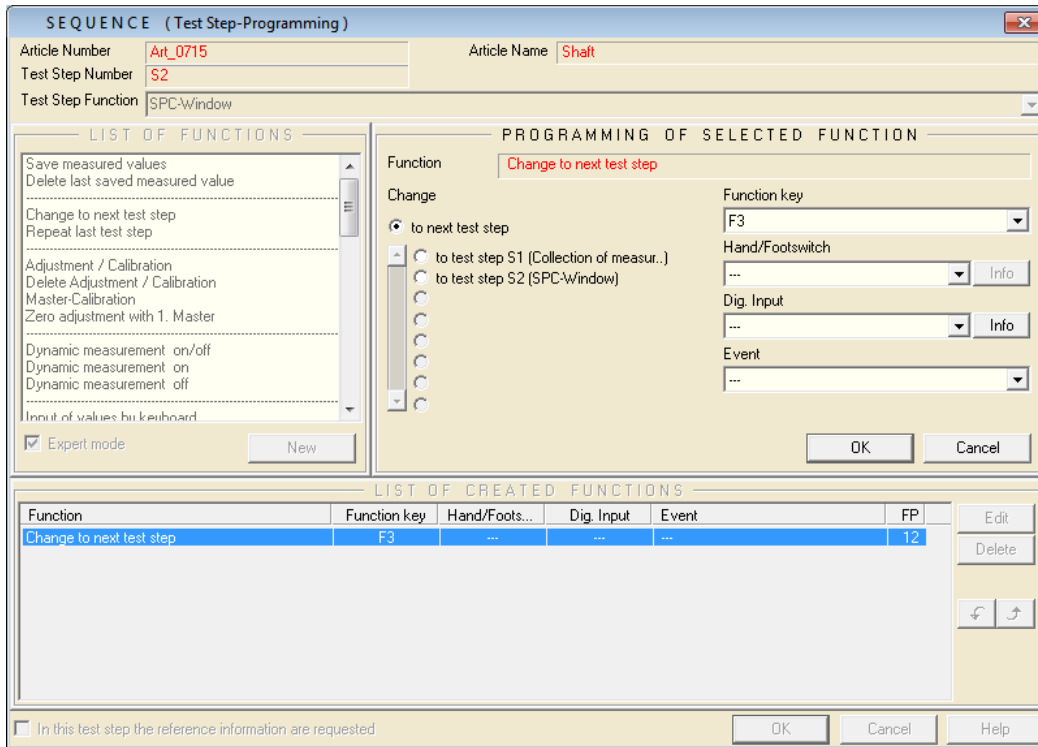 SEQUENCE ( Test Step-Programming )
Article Number Art_0715 Article Name Shaft
Test Step Number S2
Test Step Function SPC-Window
LIST OF FUNCTIONS
Save measured values
Delete last saved measured value
Change to next test step
Repeat last test step
Adjustment / Calibration
Delete Adjustment / Calibration
Master-Calibration
Zero adjustment with 1. Master
Dynamic measurement on/off
Dynamic measurement on
Dynamic measurement off
Input of values by keyboard
Expert mode New
PROGRAMMING OF SELECTED FUNCTION
Function Change to next test step
Change
to next test step
to test step S1 (Collection of measur..)
to test step S2 (SPC-Window)
Function key
F3
Hand/Footswitch
--- Info
Dig. Input
--- Info
Event
---
OK Cancel
LIST OF CREATED FUNCTIONS
Function Function key Hand/Foots... Dig. Input Event FP
Change to next test step F3 --- --- --- 12
Edit
Delete
In this test step the reference information are requested OK Cancel Help